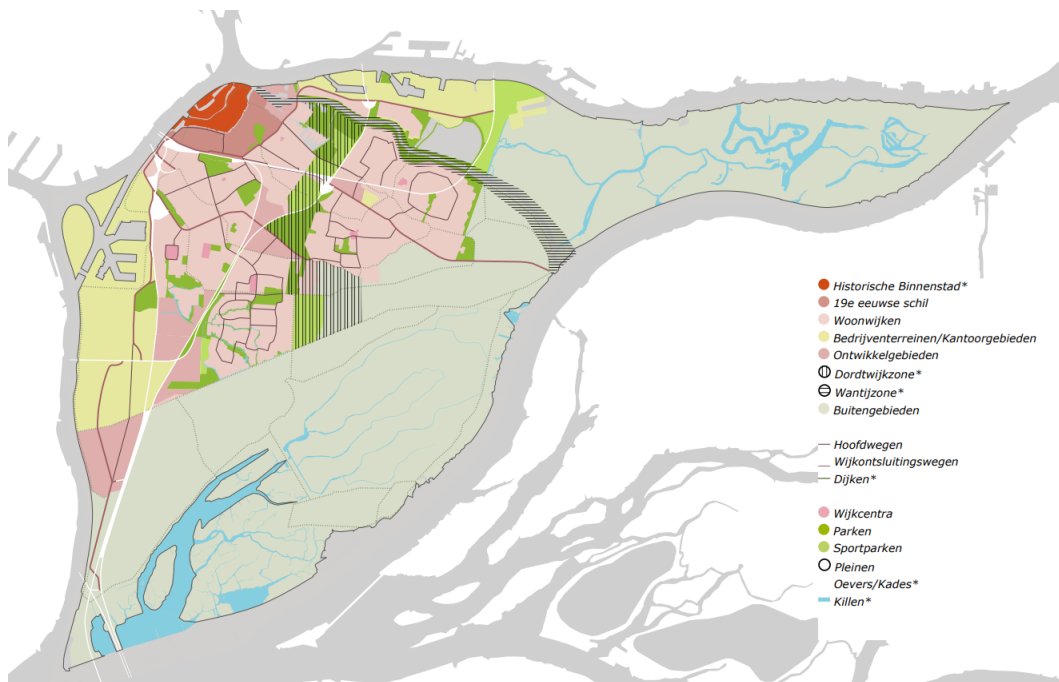 Historische Binnenstad*
19e eeuwse schil
Woonwijken
Bedrijventerreinen/Kantoorgebieden
Ontwikkelgebieden
Dordtwijkzone*
Wantijzone*
Buitengebieden
Hoofdwegen
Wijkontsluitingswegen
Dijken*
Wijkcentra
Parken
Sportparken
Pleinen
Oevers/Kades*
Killen*